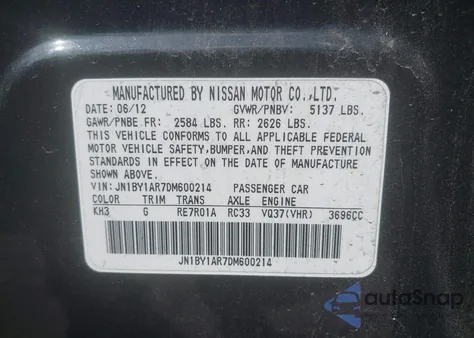 MANUFACTURED BY NISSAN MOTOR CO.,LTD.
DATE: 06/12 GVWR/PNBV: 5137 LBS.
GAWR/PNBE FR: 2584 LBS. RR: 2626 LBS.
THIS VEHICLE CONFORMS TO ALL APPLICABLE FEDERAL
MOTOR VEHICLE SAFETY,BUMPER,AND THEFT PREVENTION
STANDARDS IN EFFECT ON THE DATE OF MANUFACTURE
SHOWN ABOVE.
VIN: JN1BY1AR7DM600214 PASSENGER CAR
COLOR TRIM TRANS AXLE ENGINE
KH3 G RE7R01A RC33 VQ37(VHR) 3696CC
JN1BY1AR7DM600214
autoSnap